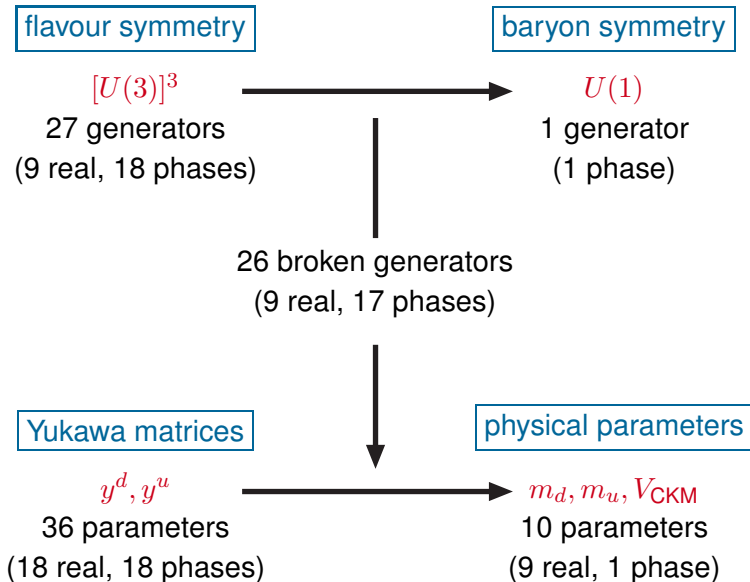 flavour symmetry
[U(3)]³
27 generators
(9 real, 18 phases)
baryon symmetry
U(1)
1 generator
(1 phase)
26 broken generators
(9 real, 17 phases)
Yukawa matrices
yᵈ, yᵘ
36 parameters
(18 real, 18 phases)
physical parameters
m_d, m_u, V_CKM
10 parameters
(9 real, 1 phase)